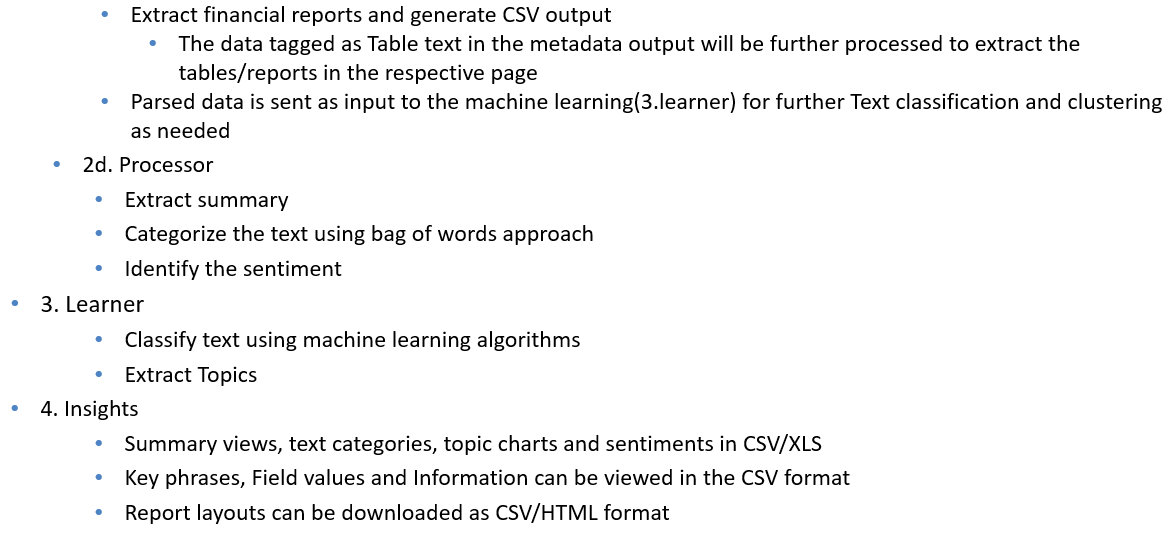 • Extract financial reports and generate CSV output
• The data tagged as Table text in the metadata output will be further processed to extract the
tables/reports in the respective page
• Parsed data is sent as input to the machine learning(3.learner) for further Text classification and clustering
as needed
• 2d. Processor
• Extract summary
• Categorize the text using bag of words approach
• Identify the sentiment
• 3. Learner
• Classify text using machine learning algorithms
• Extract Topics
• 4. Insights
• Summary views, text categories, topic charts and sentiments in CSV/XLS
• Key phrases, Field values and Information can be viewed in the CSV format
• Report layouts can be downloaded as CSV/HTML format